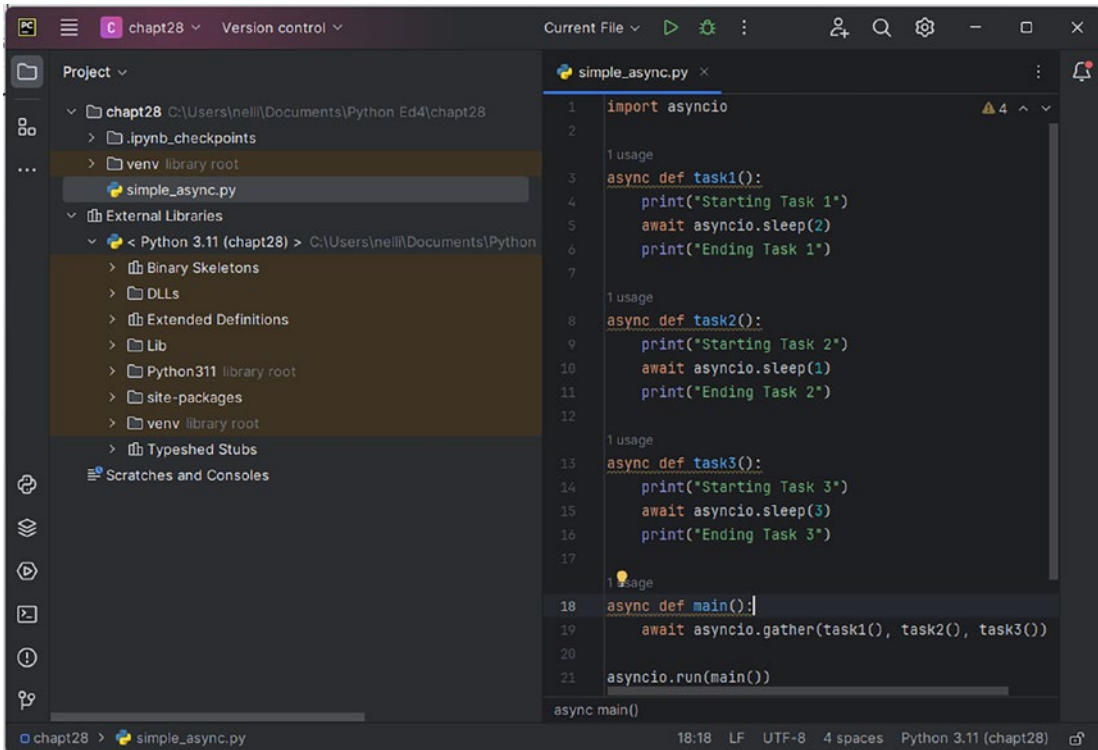 PC
C chapt28 Version control Current File
Project
simple_async.py
chapt28 C:\Users\nelli\Documents\Python Ed4\chapt28
.ipynb_checkpoints
venv library root
simple_async.py
External Libraries
< Python 3.11 (chapt28) > C:\Users\nelli\Documents\Python
Binary Skeletons
DLLs
Extended Definitions
Lib
Python311 library root
site-packages
venv library root
Typeshed Stubs
Scratches and Consoles
4
1 import asyncio
2
1 usage
3 async def task1():
4 print("Starting Task 1")
5 await asyncio.sleep(2)
6 print("Ending Task 1")
7
1 usage
8 async def task2():
9 print("Starting Task 2")
10 await asyncio.sleep(1)
11 print("Ending Task 2")
12
1 usage
13 async def task3():
14 print("Starting Task 3")
15 await asyncio.sleep(3)
16 print("Ending Task 3")
17
1 usage
18 async def main():
19 await asyncio.gather(task1(), task2(), task3())
20
21 asyncio.run(main())
async main()
chapt28 > simple_async.py 18:18 LF UTF-8 4 spaces Python 3.11 (chapt28)